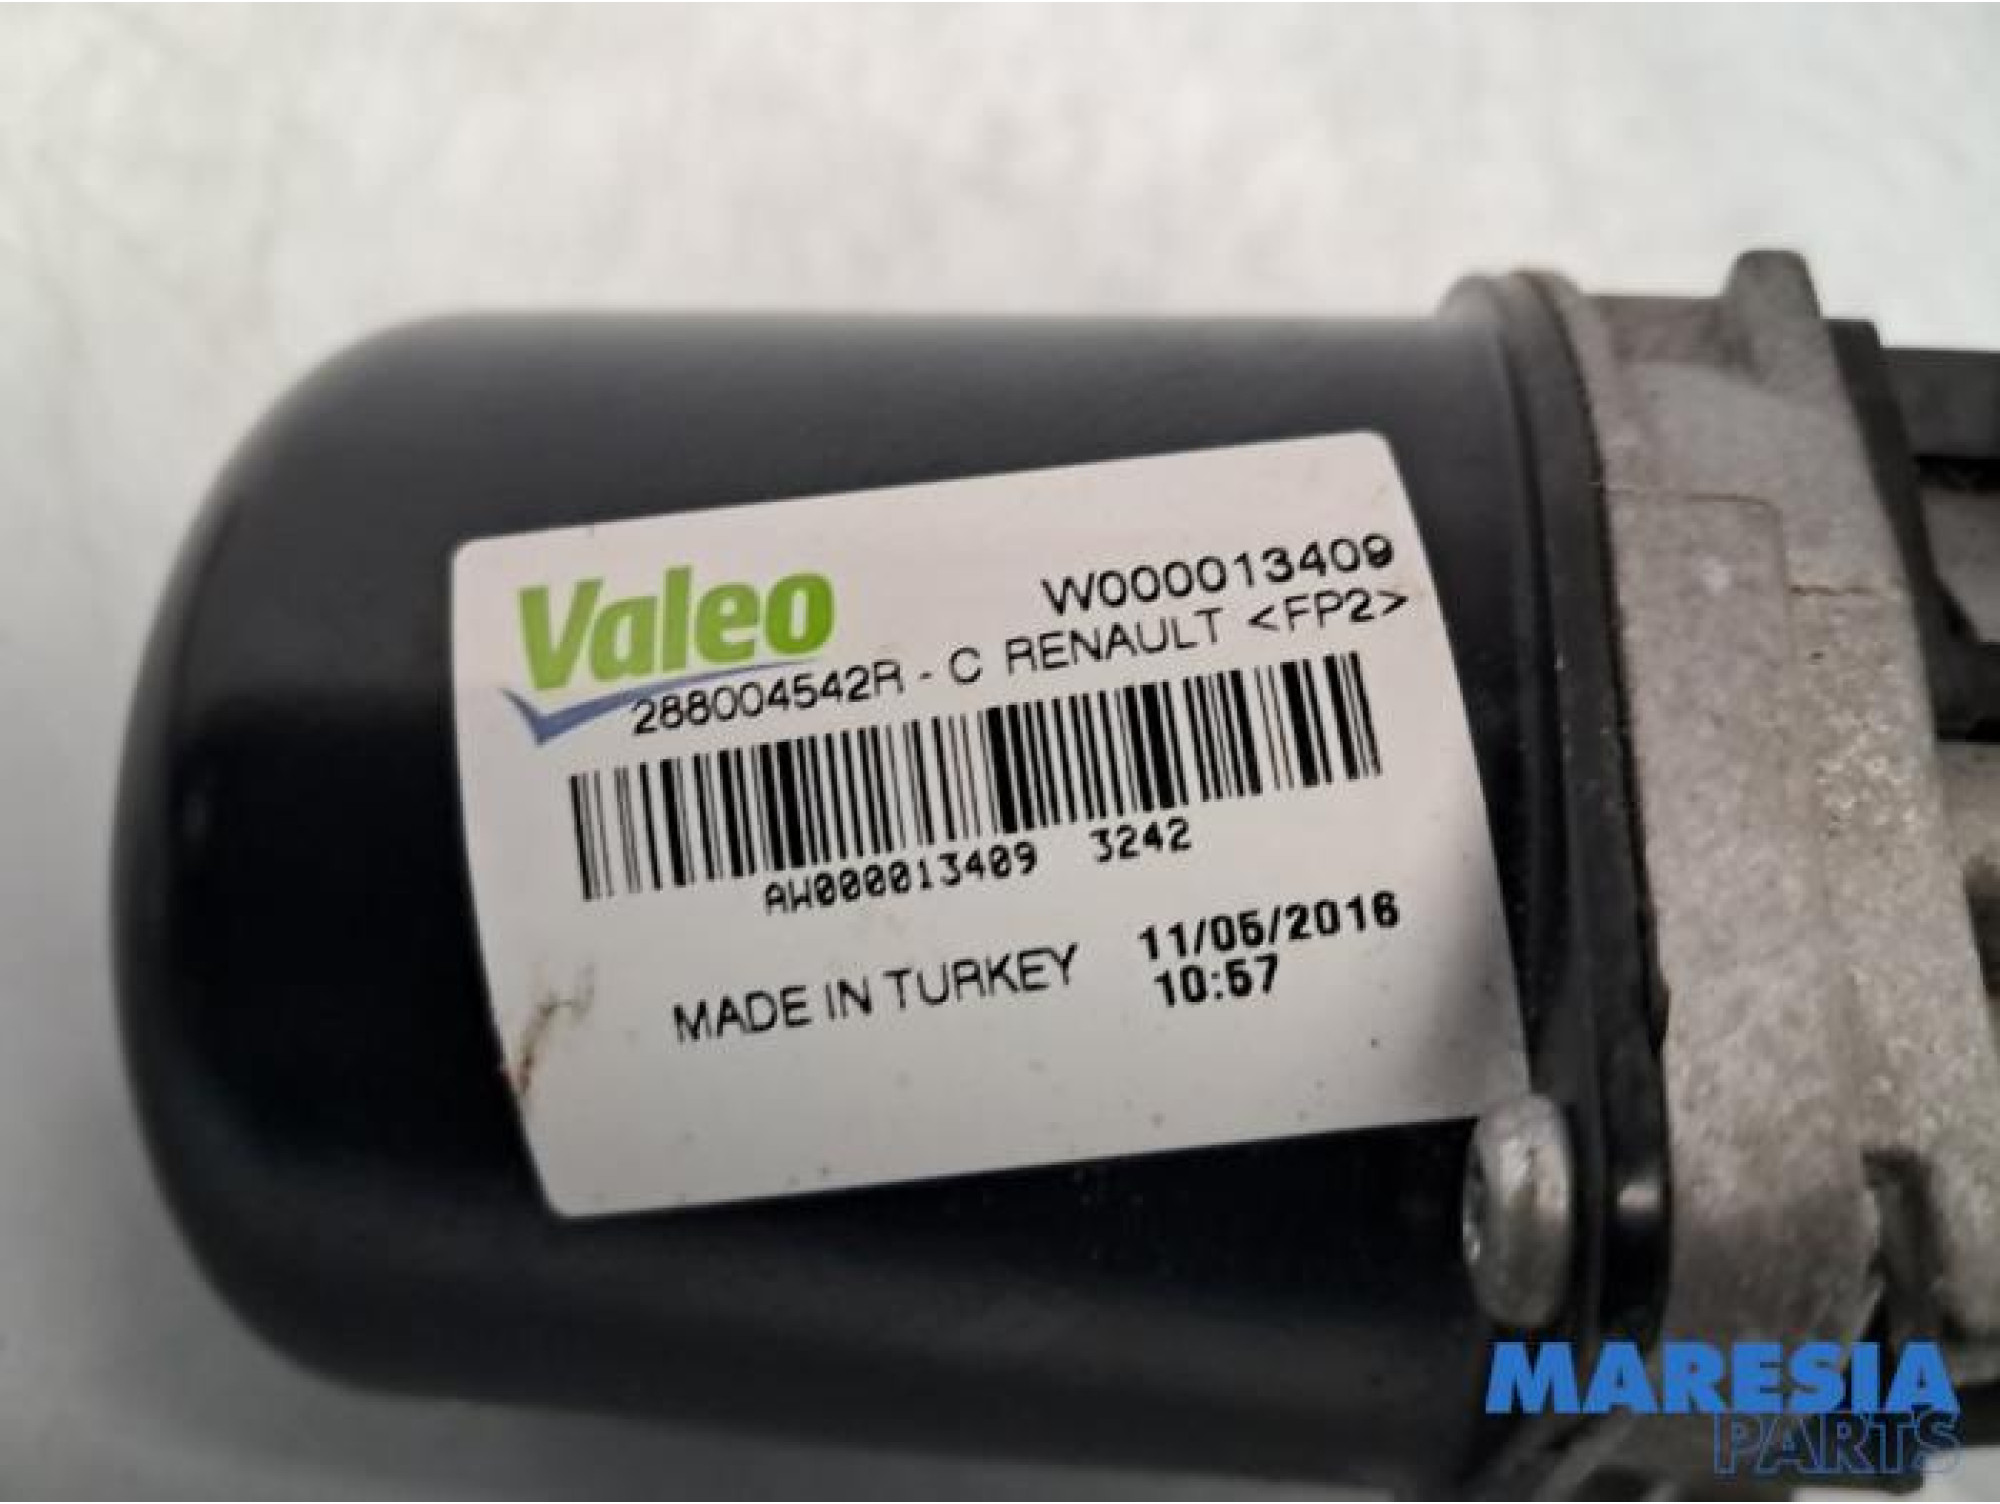 Valeo
W000013409
288004542R - C RENAULT <FP2>
AW000013409 3242
MADE IN TURKEY 11/05/2016
10:57
MARESIA
PARTS